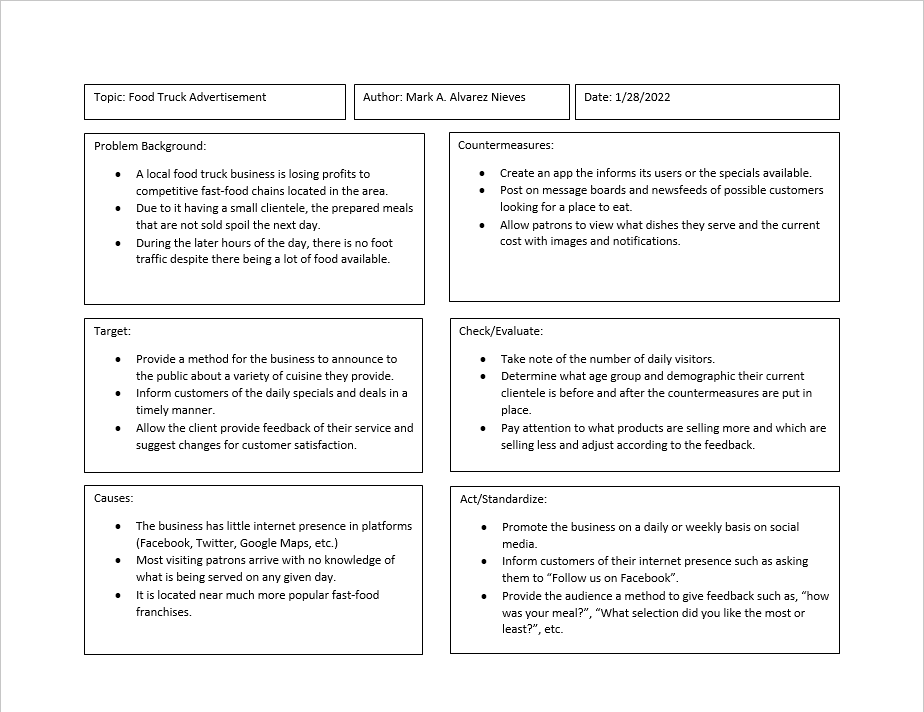 Topic: Food Truck Advertisement
Author: Mark A. Alvarez Nieves
Date: 1/28/2022
Problem Background:
• A local food truck business is losing profits to
competitive fast-food chains located in the area.
• Due to it having a small clientele, the prepared meals
that are not sold spoil the next day.
• During the later hours of the day, there is no foot
traffic despite there being a lot of food available.
Target:
• Provide a method for the business to announce to
the public about a variety of cuisine they provide.
• Inform customers of the daily specials and deals in a
timely manner.
• Allow the client provide feedback of their service and
suggest changes for customer satisfaction.
Causes:
• The business has little internet presence in platforms
(Facebook, Twitter, Google Maps, etc.)
• Most visiting patrons arrive with no knowledge of
what is being served on any given day.
• It is located near much more popular fast-food
franchises.
Countermeasures:
• Create an app the informs its users or the specials available.
• Post on message boards and newsfeeds of possible customers
looking for a place to eat.
• Allow patrons to view what dishes they serve and the current
cost with images and notifications.
Check/Evaluate:
• Take note of the number of daily visitors.
• Determine what age group and demographic their current
clientele is before and after the countermeasures are put in
place.
• Pay attention to what products are selling more and which are
selling less and adjust according to the feedback.
Act/Standardize:
• Promote the business on a daily or weekly basis on social
media.
• Inform customers of their internet presence such as asking
them to “Follow us on Facebook”.
• Provide the audience a method to give feedback such as, “how
was your meal?”, “What selection did you like the most or
least?”, etc.